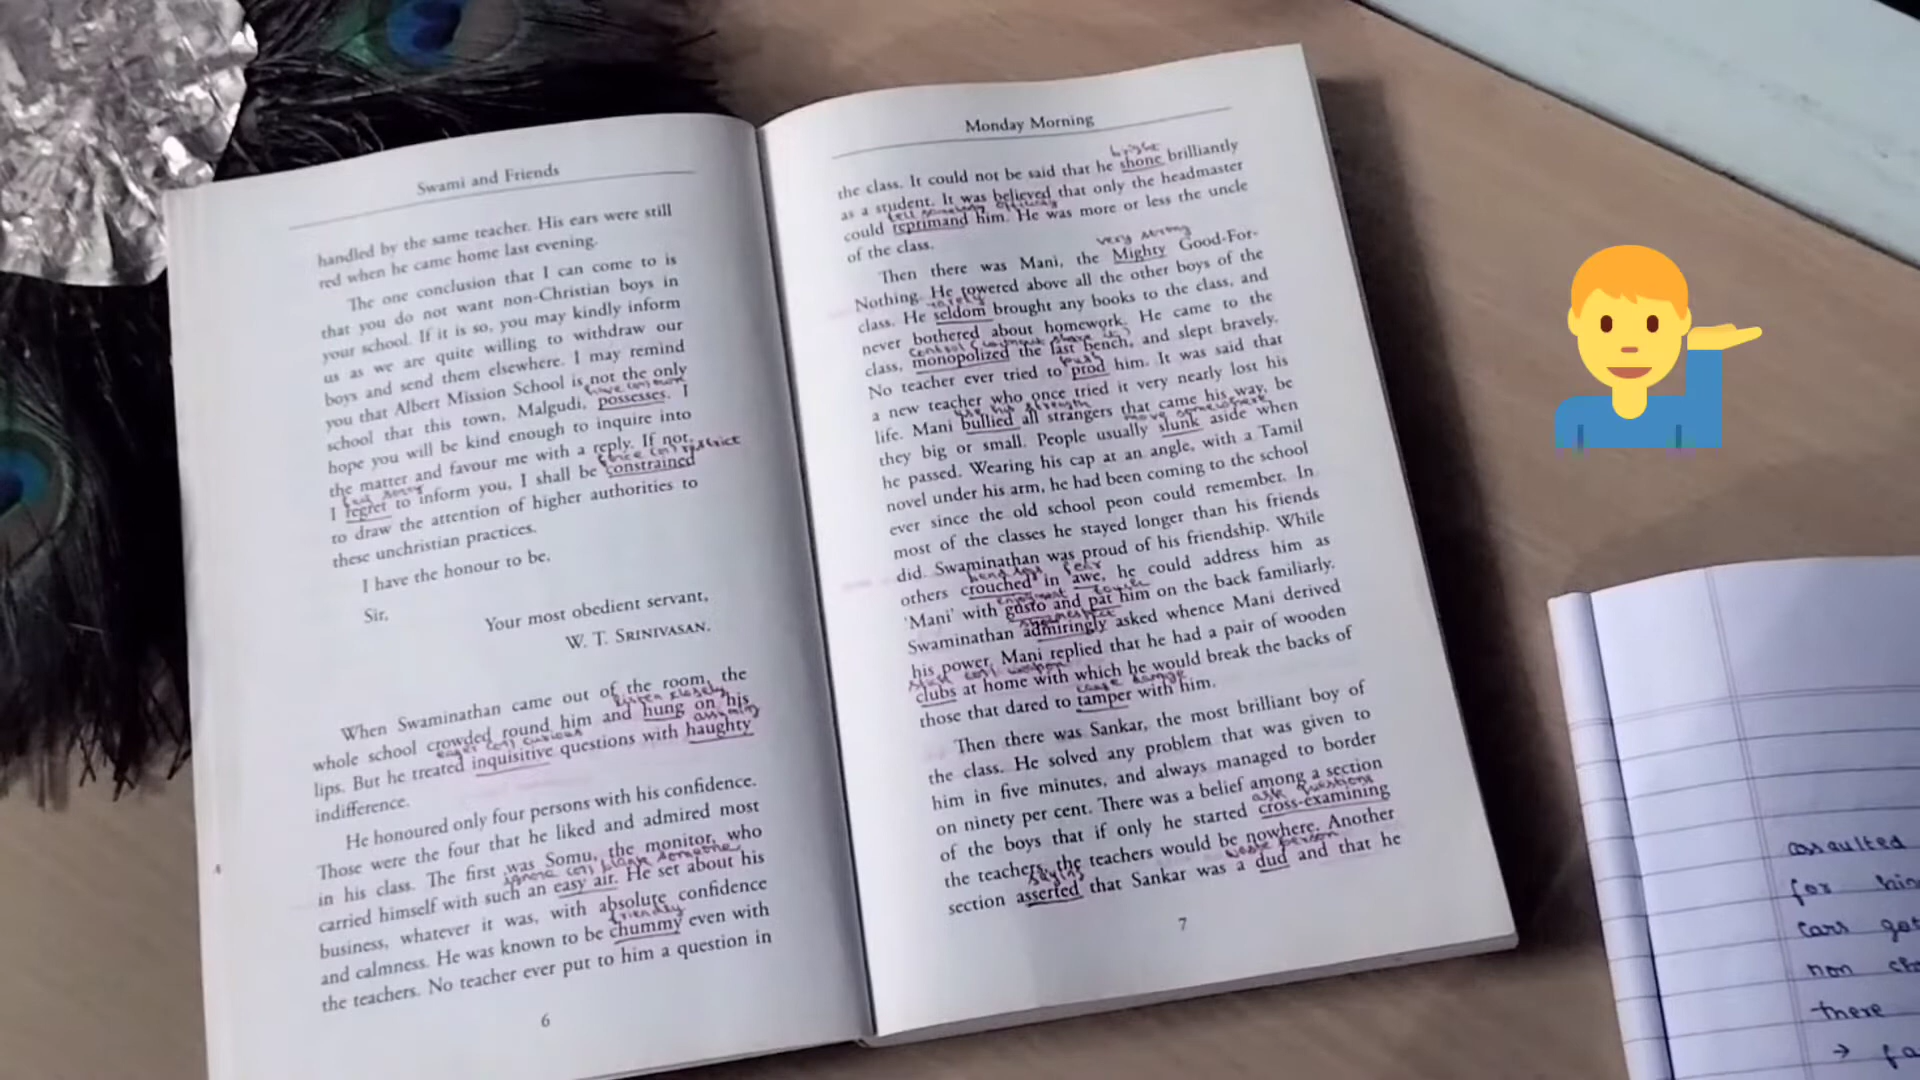 Swami and Friends
handled by the same teacher. His ears were still
red when he came home last evening.
The one conclusion that I can come to is
that you do not want non-Christian boys in
your school. If it is so, you may kindly inform
us as we are quite willing to withdraw our
boys and send them elsewhere. I may remind
you that Albert Mission School is not the only
school that this town, Malgudi, possesses. I
hope you will be kind enough to inquire into
the matter and favour me with a reply. If not,
I regret to inform you, I shall be constrained
to draw the attention of higher authorities to
these unchristian practices.
I have the honour to be,
Sir,
Your most obedient servant,
W. T. SRINIVASAN.
When Swaminathan came out of the room, the
whole school crowded round him and hung on his
listen closely
lips. But he treated inquisitive questions with haughty
indifference.
He honoured only four persons with his confidence.
Those were the four that he liked and admired most
in his class. The first was Somu, the monitor, who
carried himself with such an easy air. He set about his
business, whatever it was, with absolute confidence
friendly
and calmness. He was known to be chummy even with
the teachers. No teacher ever put to him a question in
6
Monday Morning
the class. It could not be said that he shone brilliantly
as a student. It was believed that only the headmaster
could reprimand him. He was more or less the uncle
of the class.
very strong
Then there was Mani, the Mighty Good-For-
Nothing. He towered above all the other boys of the
rarely
class. He seldom brought any books to the class, and
never bothered about homework. He came to the
class, monopolized the last bench, and slept bravely.
push
No teacher ever tried to prod him. It was said that
a new teacher who once tried it very nearly lost his
life. Mani bullied all strangers that came his way, be
they big or small. People usually slunk aside when
he passed. Wearing his cap at an angle, with a Tamil
novel under his arm, he had been coming to the school
ever since the old school peon could remember. In
most of the classes he stayed longer than his friends
did. Swaminathan was proud of his friendship. While
fear
others crouched in awe, he could address him as
enjoyment
'Mani' with gusto and pat him on the back familiarly.
Swaminathan admiringly asked whence Mani derived
his power. Mani replied that he had a pair of wooden
clubs at home with which he would break the backs of
cause damage
those that dared to tamper with him.
Then there was Sankar, the most brilliant boy of
the class. He solved any problem that was given to
him in five minutes, and always managed to border
on ninety per cent. There was a belief among a section
ask questions
of the boys that if only he started cross-examining
the teachers the teachers would be nowhere. Another
saying
waste person
section asserted that Sankar was a dud and that he
7
assaulted
for
got
non
there
→